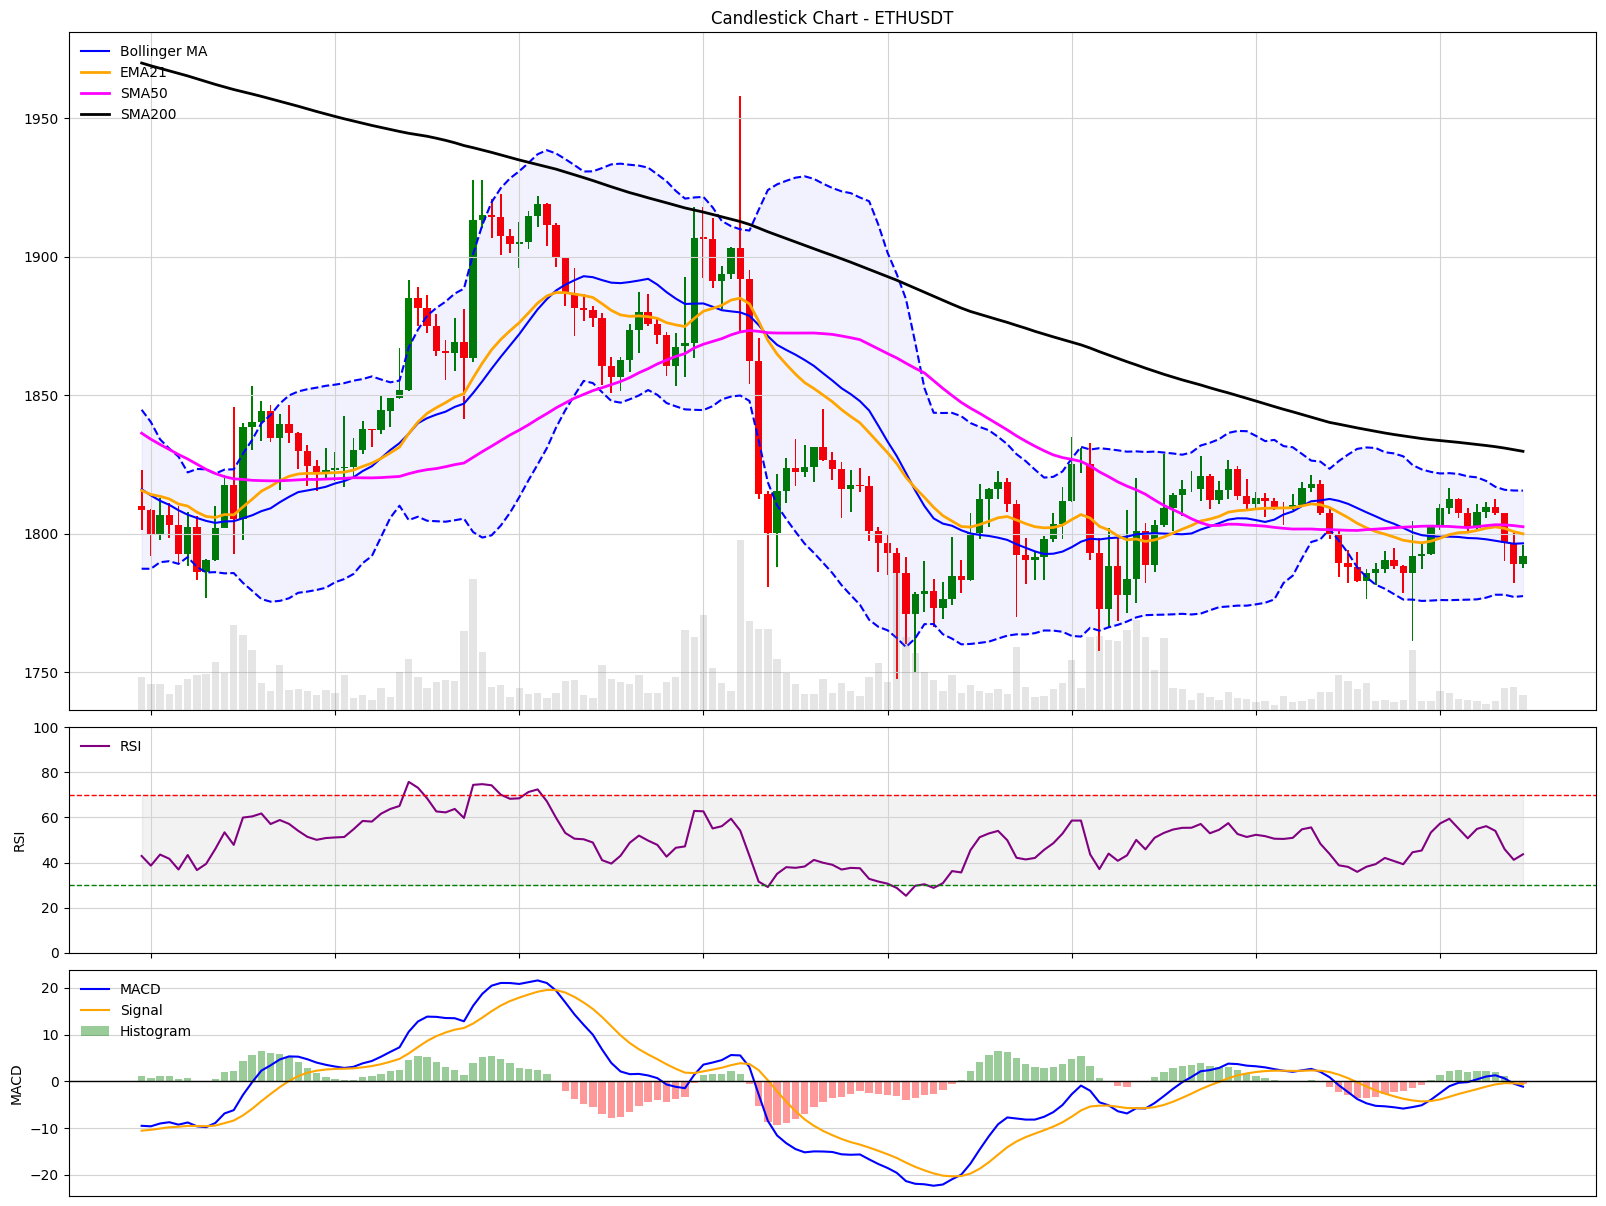 Candlestick Chart - ETHUSDT
Bollinger MA
EMA21
SMA50
SMA200
1950
1900
1850
1800
1750
RSI
100
80
60
40
20
0
RSI
MACD
Signal
Histogram
20
10
0
−10
−20
MACD